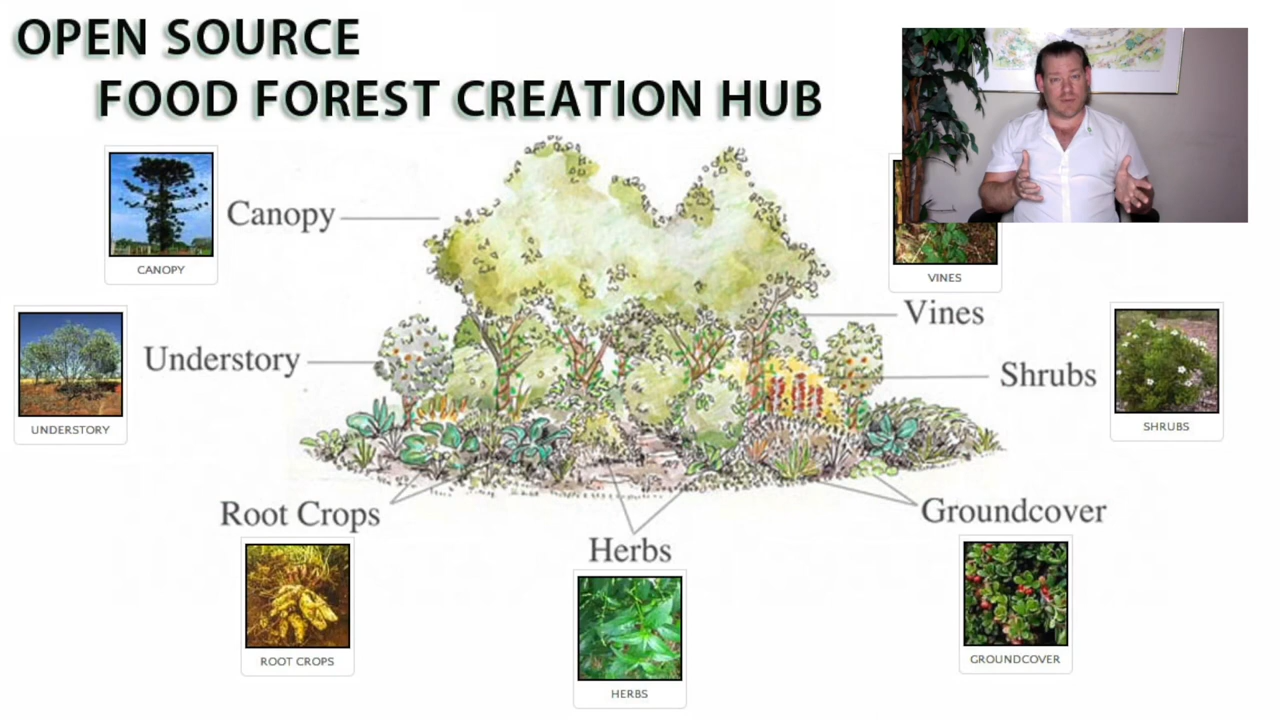 OPEN SOURCE
FOOD FOREST CREATION HUB
Canopy
CANOPY
VINES
Vines
Understory
UNDERSTORY
Shrubs
SHRUBS
Root Crops
ROOT CROPS
Herbs
HERBS
Groundcover
GROUNDCOVER